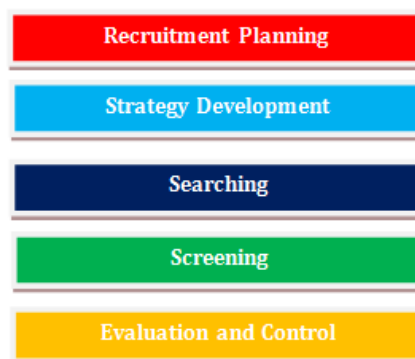 Recruitment Planning
Strategy Development
Searching
Screening
Evaluation and Control